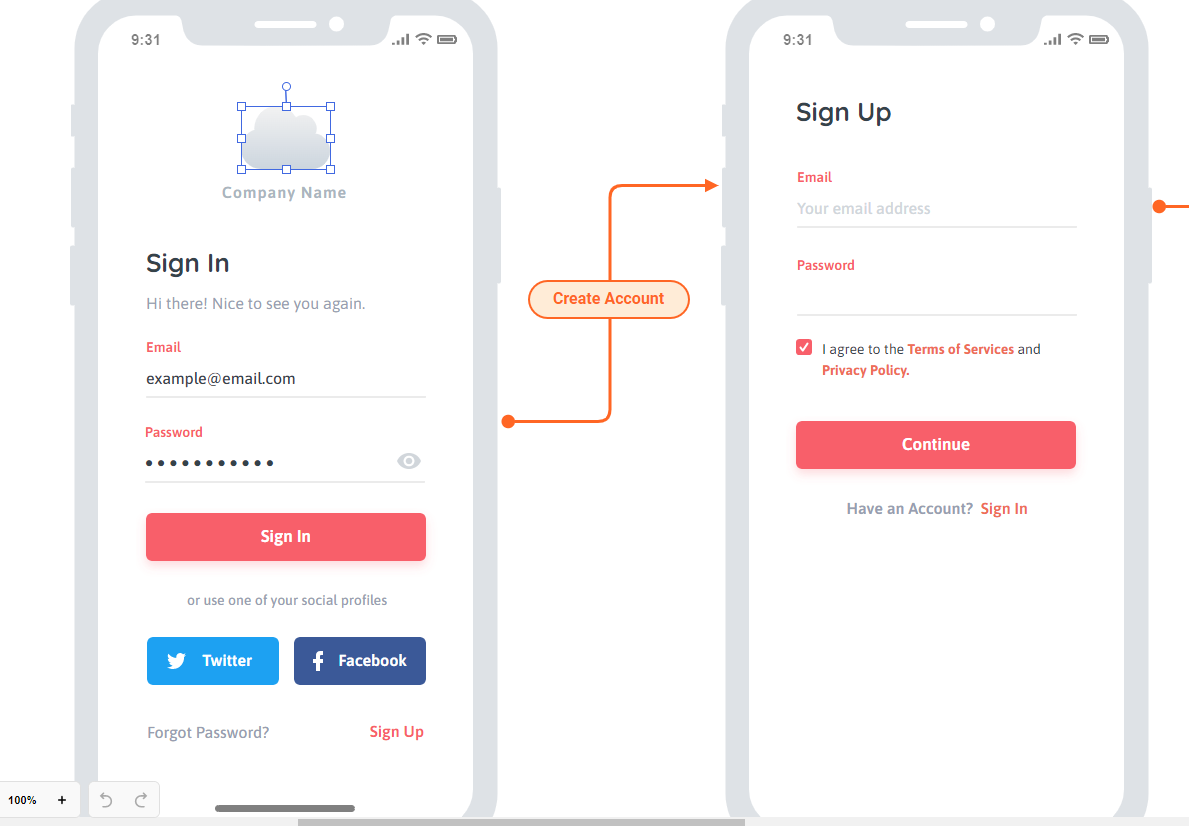 9:31
Company Name
Sign In
Hi there! Nice to see you again.
Email
example@email.com
Password
Sign In
or use one of your social profiles
Twitter
Facebook
Forgot Password?
Sign Up
Create Account
9:31
Sign Up
Email
Your email address
Password
I agree to the Terms of Services and
Privacy Policy.
Continue
Have an Account? Sign In
100% +